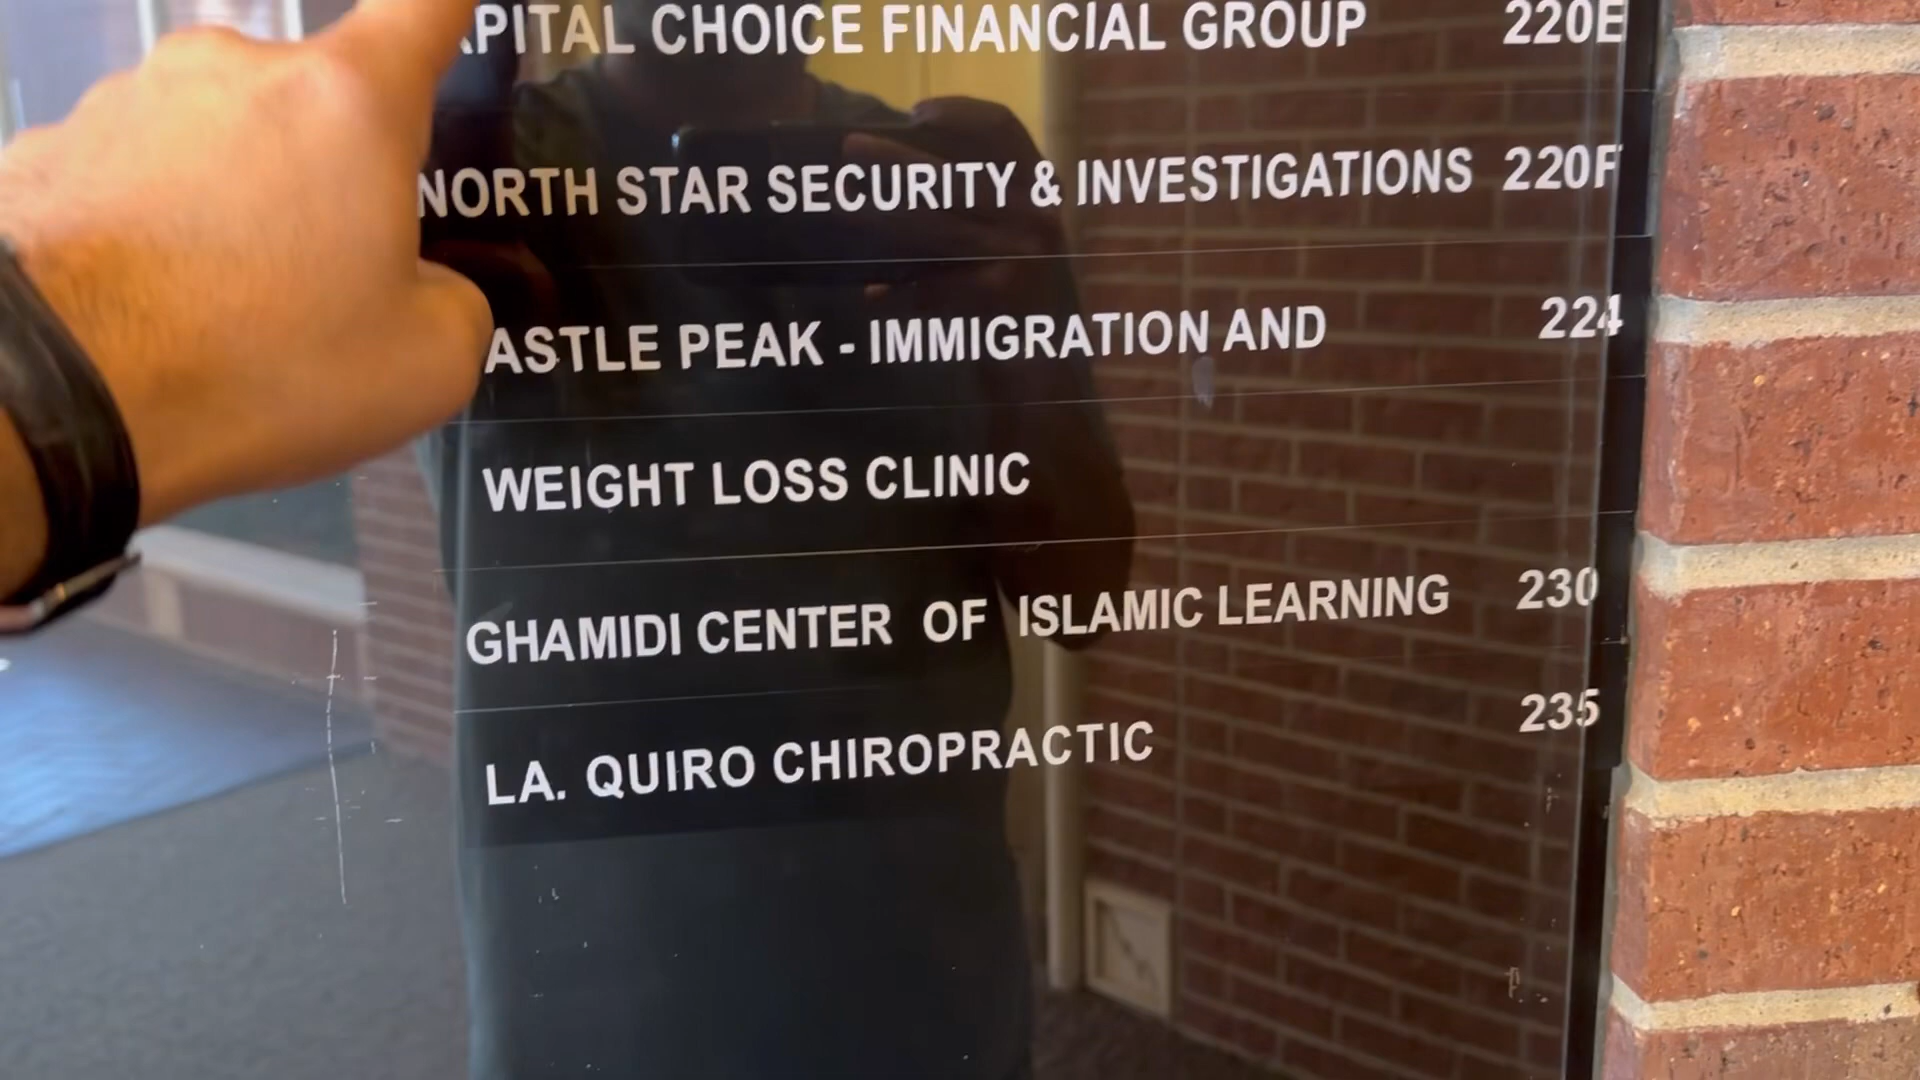 APITAL CHOICE FINANCIAL GROUP 220E
NORTH STAR SECURITY & INVESTIGATIONS 220F
ASTLE PEAK - IMMIGRATION AND 224
WEIGHT LOSS CLINIC
GHAMIDI CENTER OF ISLAMIC LEARNING 230
LA. QUIRO CHIROPRACTIC 235